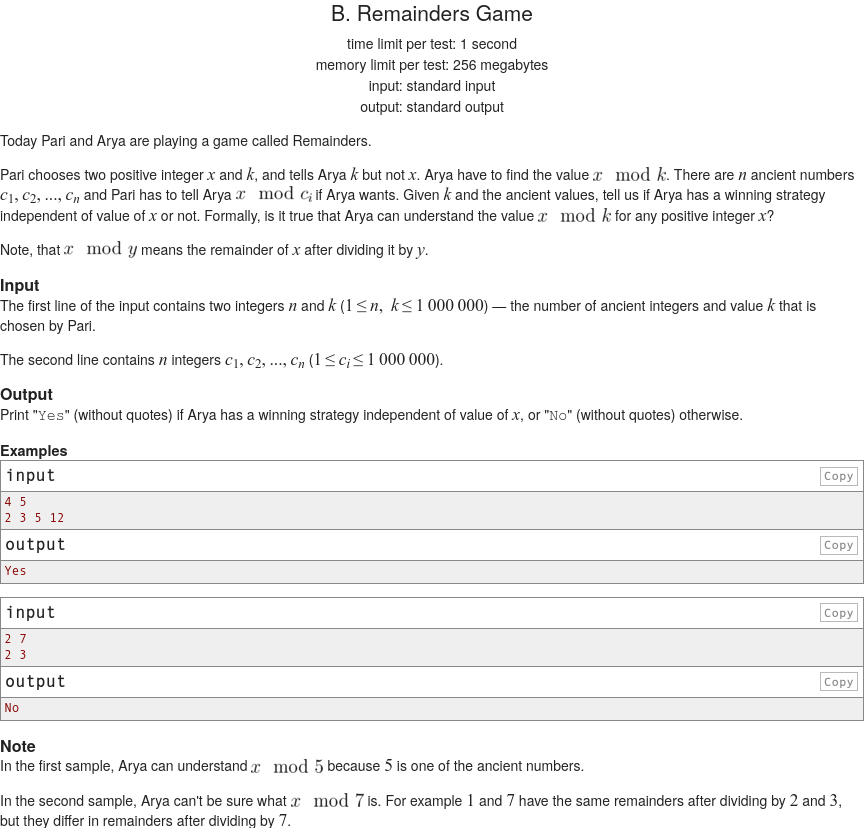 B. Remainders Game
time limit per test: 1 second
memory limit per test: 256 megabytes
input: standard input
output: standard output
Today Pari and Arya are playing a game called Remainders.
Pari chooses two positive integer x and k, and tells Arya k but not x. Arya have to find the value x mod k. There are n ancient numbers
c1, c2, ..., cn and Pari has to tell Arya x mod ci if Arya wants. Given k and the ancient values, tell us if Arya has a winning strategy
independent of value of x or not. Formally, is it true that Arya can understand the value x mod k for any positive integer x?
Note, that x mod y means the remainder of x after dividing it by y.
Input
The first line of the input contains two integers n and k (1 ≤ n, k ≤ 1 000 000) — the number of ancient integers and value k that is
chosen by Pari.
The second line contains n integers c1, c2, ..., cn (1 ≤ ci ≤ 1 000 000).
Output
Print "Yes" (without quotes) if Arya has a winning strategy independent of value of x, or "No" (without quotes) otherwise.
Examples
input Copy
4 5
2 3 5 12
output Copy
Yes
input Copy
2 7
2 3
output Copy
No
Note
In the first sample, Arya can understand x mod 5 because 5 is one of the ancient numbers.
In the second sample, Arya can't be sure what x mod 7 is. For example 1 and 7 have the same remainders after dividing by 2 and 3,
but they differ in remainders after dividing by 7.